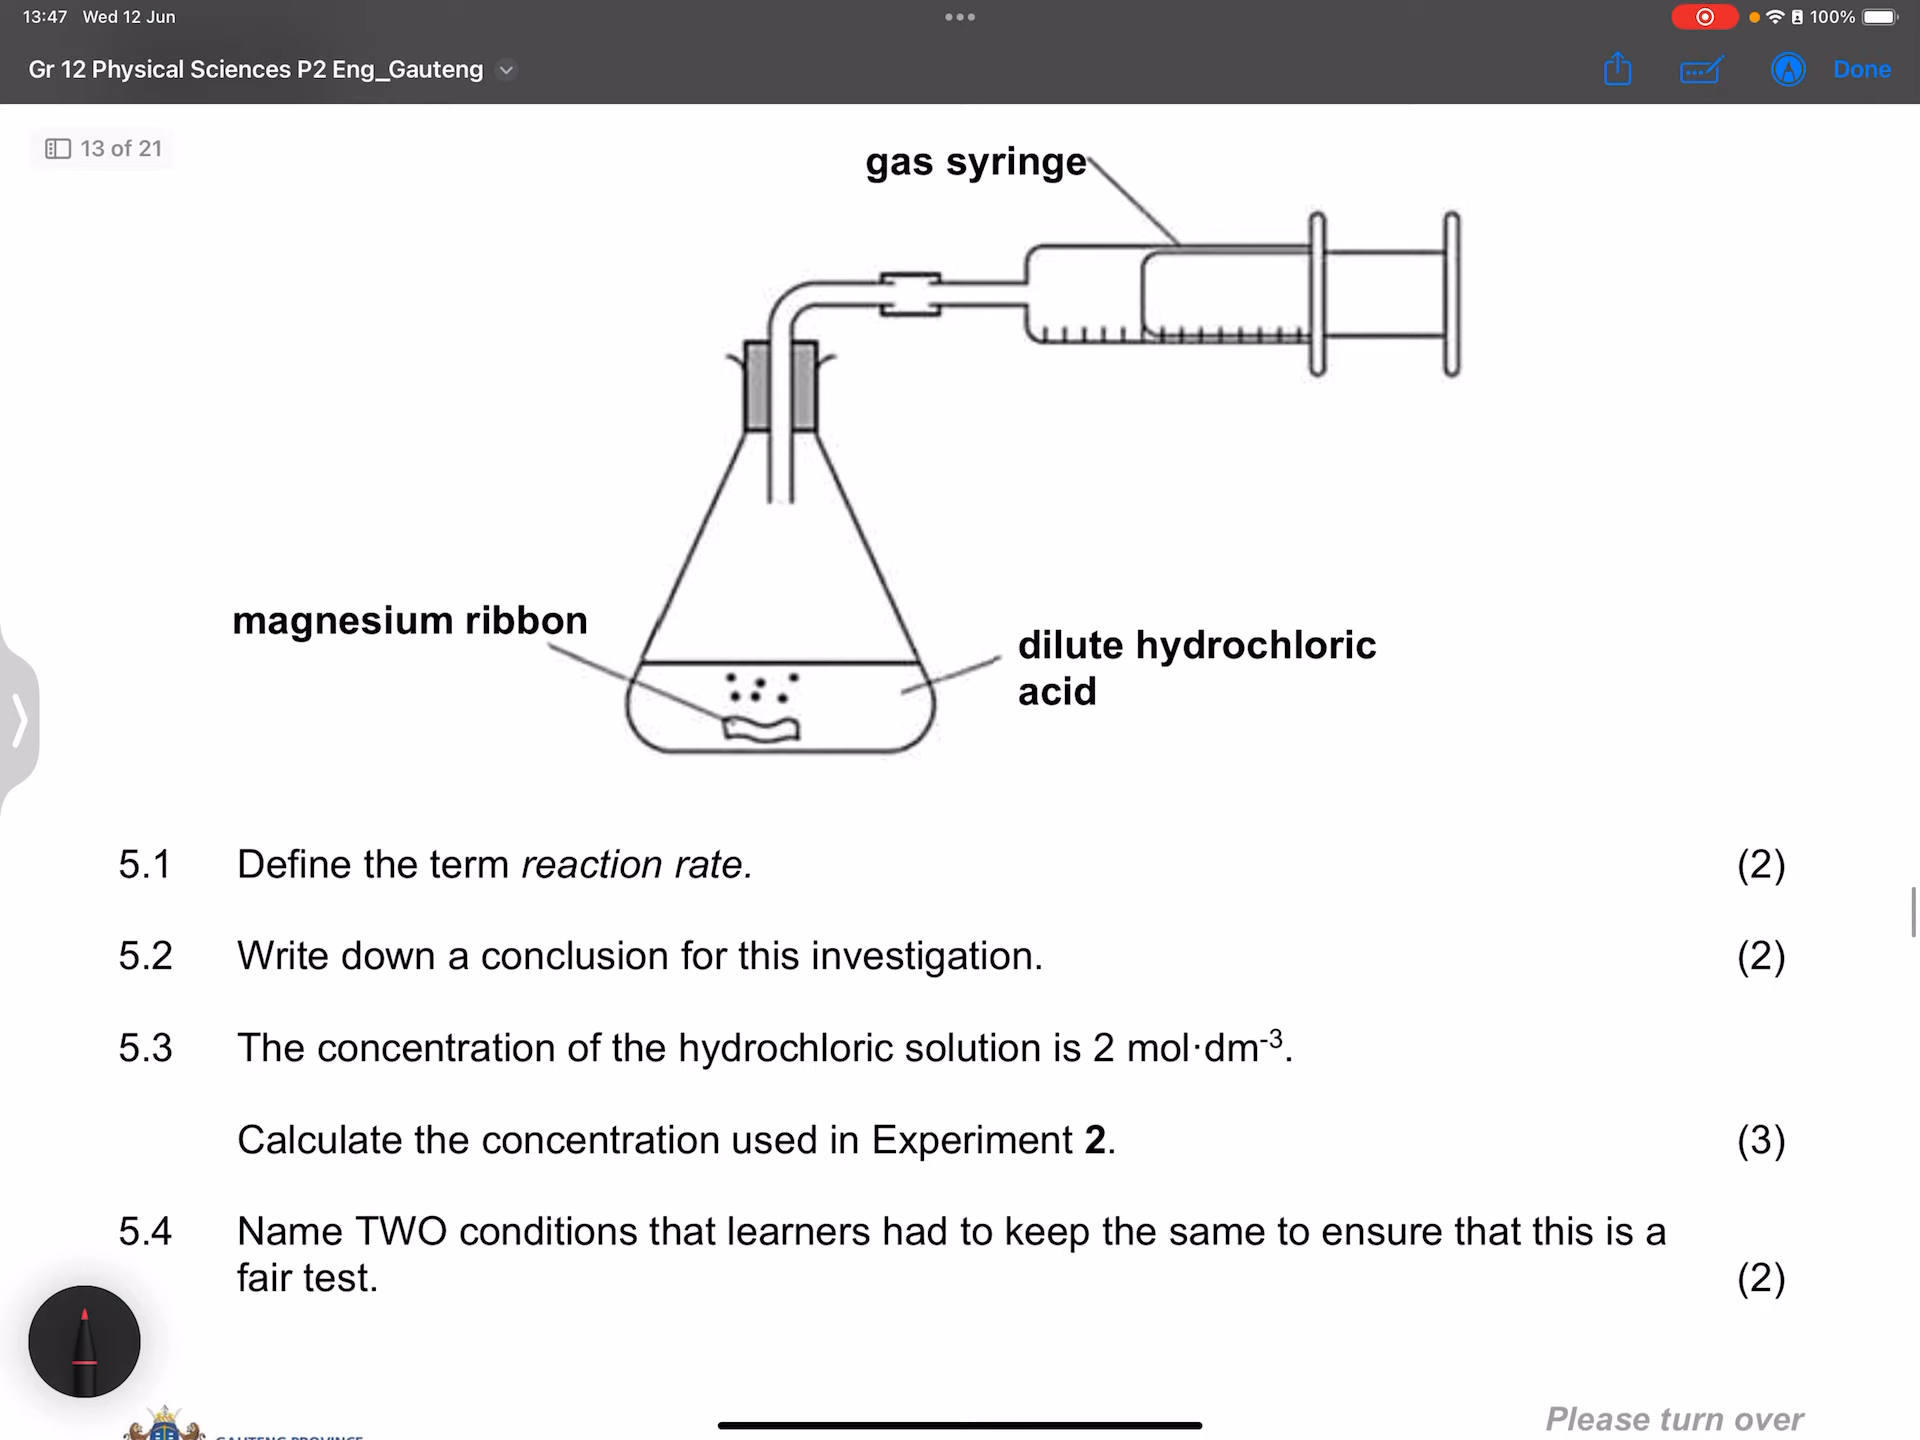 13:47 Wed 12 Jun
100%
Gr 12 Physical Sciences P2 Eng_Gauteng
Done
13 of 21
gas syringe
magnesium ribbon
dilute hydrochloric
acid
5.1 Define the term reaction rate. (2)
5.2 Write down a conclusion for this investigation. (2)
5.3 The concentration of the hydrochloric solution is 2 mol·dm⁻³.
Calculate the concentration used in Experiment 2. (3)
5.4 Name TWO conditions that learners had to keep the same to ensure that this is a
fair test. (2)
GAUTENG PROVINCE
Please turn over